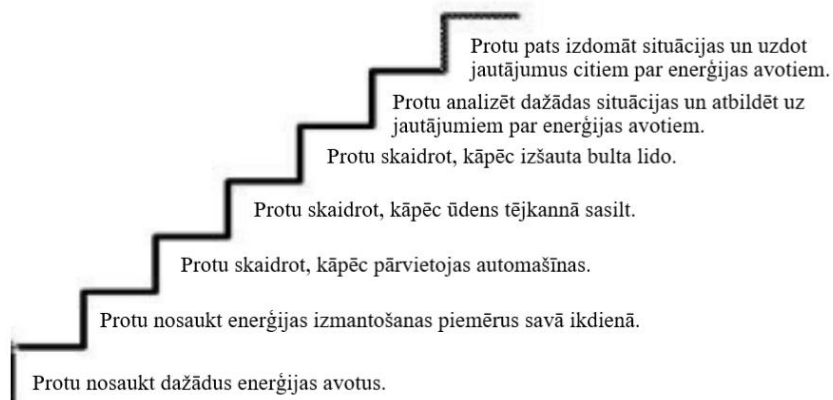 Protu pats izdomāt situācijas un uzdot
jautājumus citiem par enerģijas avotiem.
Protu analizēt dažādas situācijas un atbildēt uz
jautājumiem par enerģijas avotiem.
Protu skaidrot, kāpēc izšauta bulta lido.
Protu skaidrot, kāpēc ūdens tējkannā sasilt.
Protu skaidrot, kāpēc pārvietojas automašīnas.
Protu nosaukt enerģijas izmantošanas piemērus savā ikdienā.
Protu nosaukt dažādus enerģijas avotus.